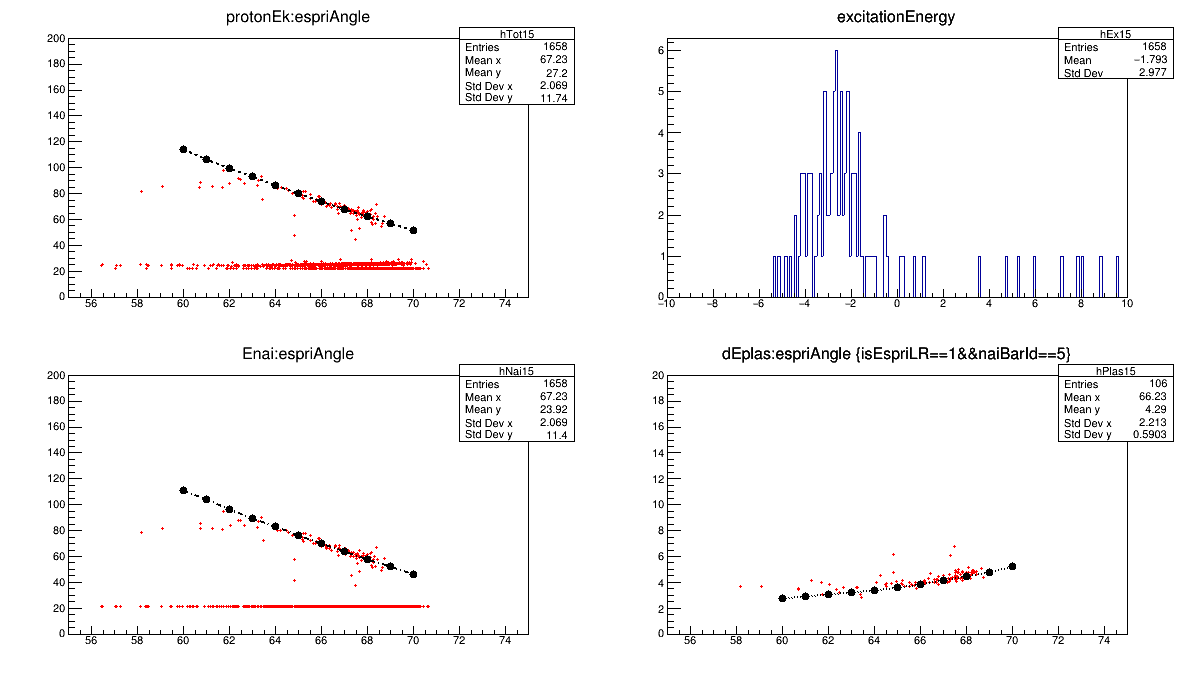 protonEk:espriAngle
hTot15
Entries 1658
Mean x 67.23
Mean y 27.2
Std Dev x 2.069
Std Dev y 11.74
200
180
160
140
120
100
80
60
40
20
0
56 58 60 62 64 66 68 70 72 74
excitationEnergy
hEx15
Entries 1658
Mean −1.793
Std Dev 2.977
6
5
4
3
2
1
0
−10 −8 −6 −4 −2 0 2 4 6 8 10
Enai:espriAngle
hNai15
Entries 1658
Mean x 67.23
Mean y 23.92
Std Dev x 2.069
Std Dev y 11.4
200
180
160
140
120
100
80
60
40
20
0
56 58 60 62 64 66 68 70 72 74
dEplas:espriAngle {isEspriLR==1&&naiBarId==5}
hPlas15
Entries 106
Mean x 66.23
Mean y 4.29
Std Dev x 2.213
Std Dev y 0.5903
20
18
16
14
12
10
8
6
4
2
0
56 58 60 62 64 66 68 70 72 74